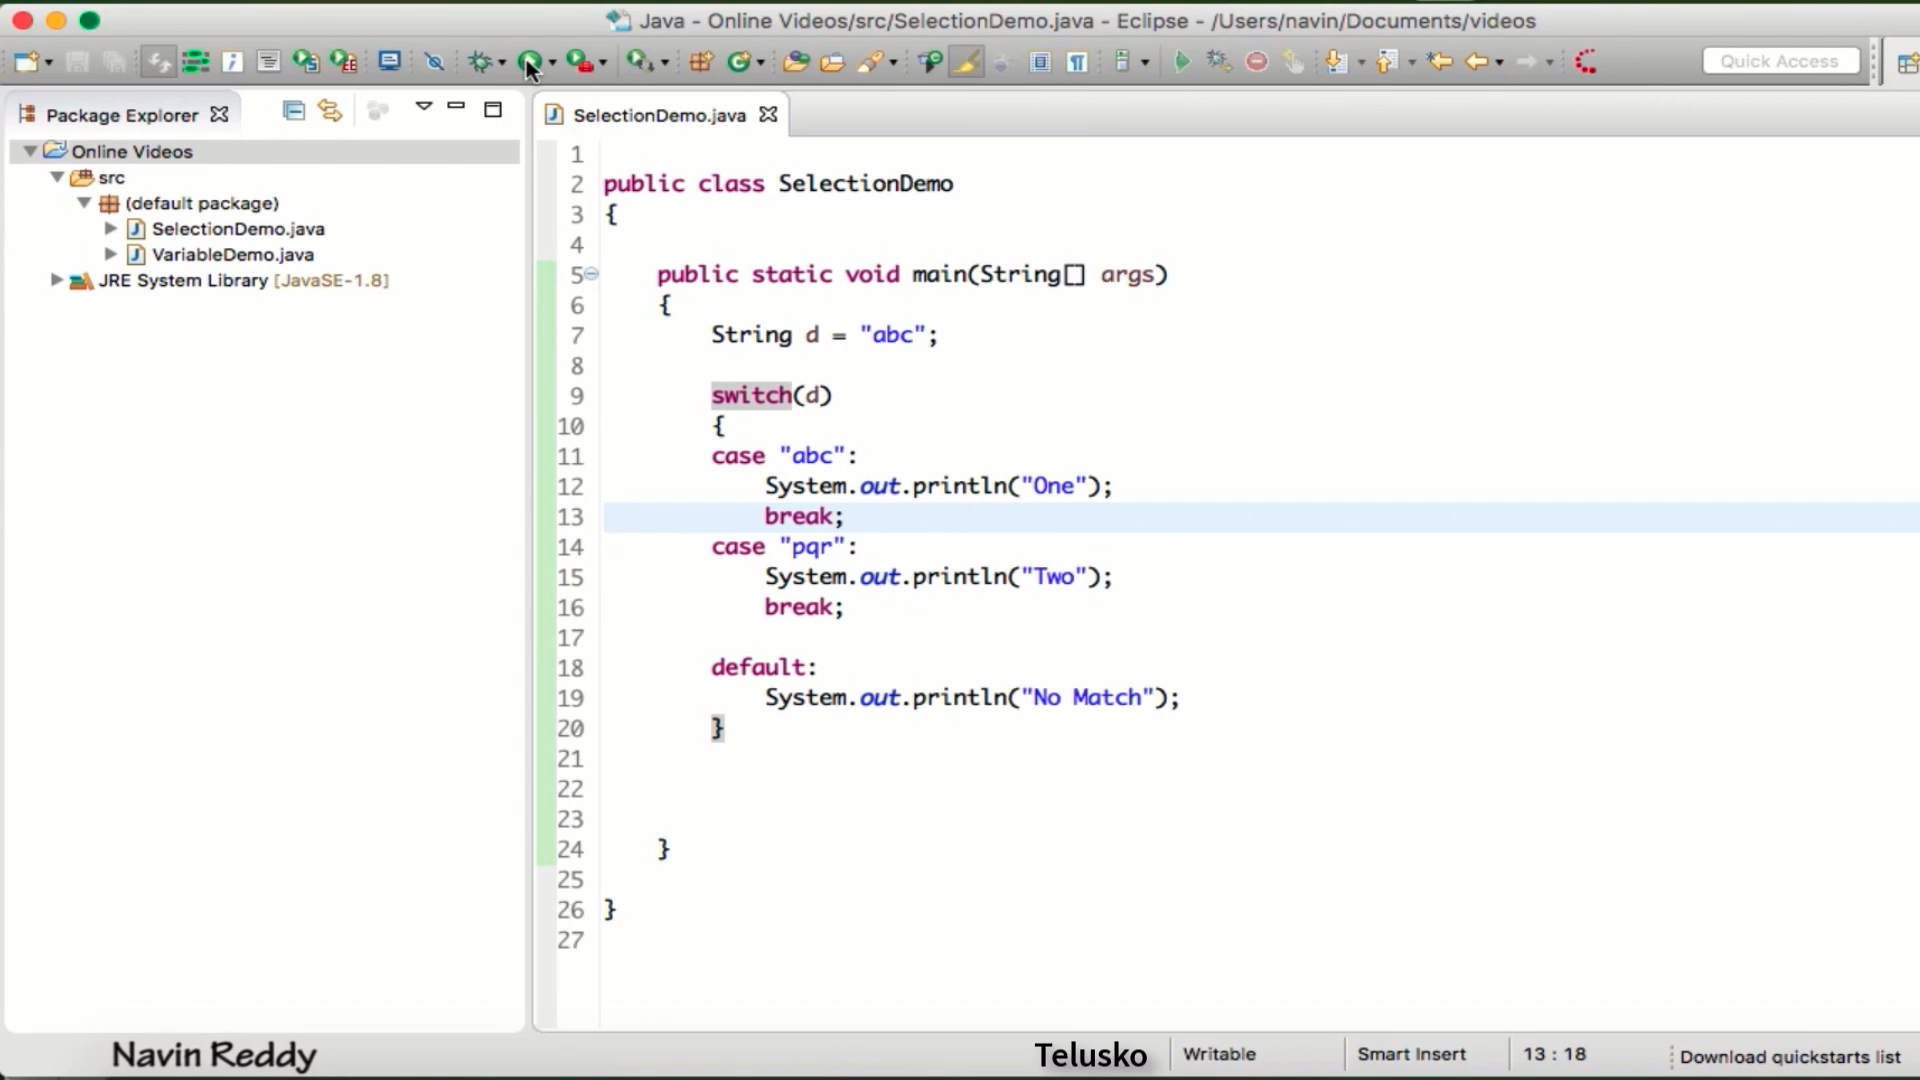 Java - Online Videos/src/SelectionDemo.java - Eclipse - /Users/navin/Documents/videos
Quick Access
Package Explorer
SelectionDemo.java
Online Videos
src
(default package)
SelectionDemo.java
VariableDemo.java
JRE System Library [JavaSE-1.8]
1
2 public class SelectionDemo
3 {
4
5 public static void main(String[] args)
6 {
7 String d = "abc";
8
9 switch(d)
10 {
11 case "abc":
12 System.out.println("One");
13 break;
14 case "pqr":
15 System.out.println("Two");
16 break;
17
18 default:
19 System.out.println("No Match");
20 }
21
22
23
24 }
25
26 }
27
Navin Reddy
Telusko
Writable
Smart Insert
13 : 18
Download quickstarts list